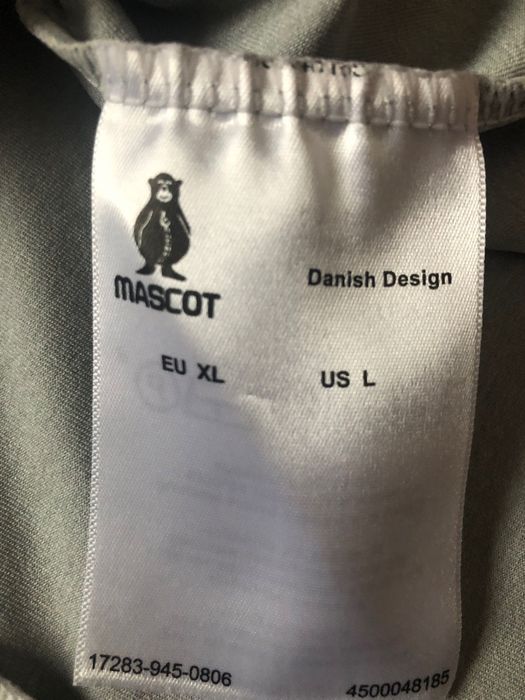 MASCOT
Danish Design
EU XL
US L
17283-945-0806
4500048185